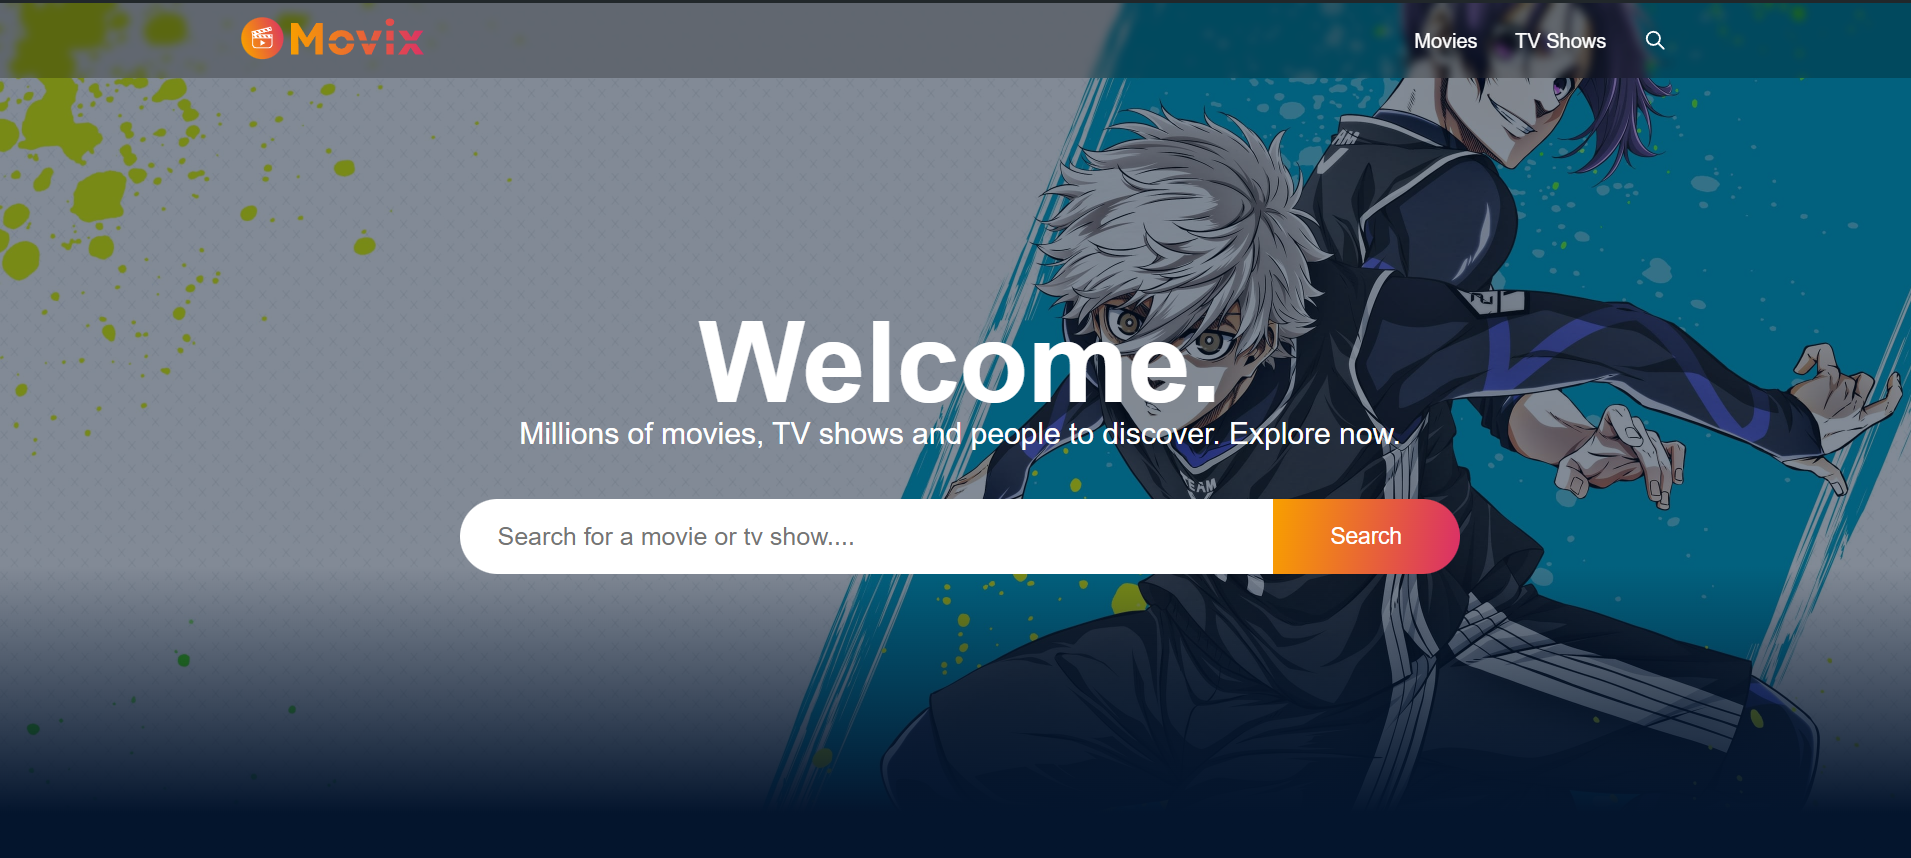 Movix
Movies
TV Shows
Welcome.
Millions of movies, TV shows and people to discover. Explore now.
Search for a movie or tv show....
Search
TEAM